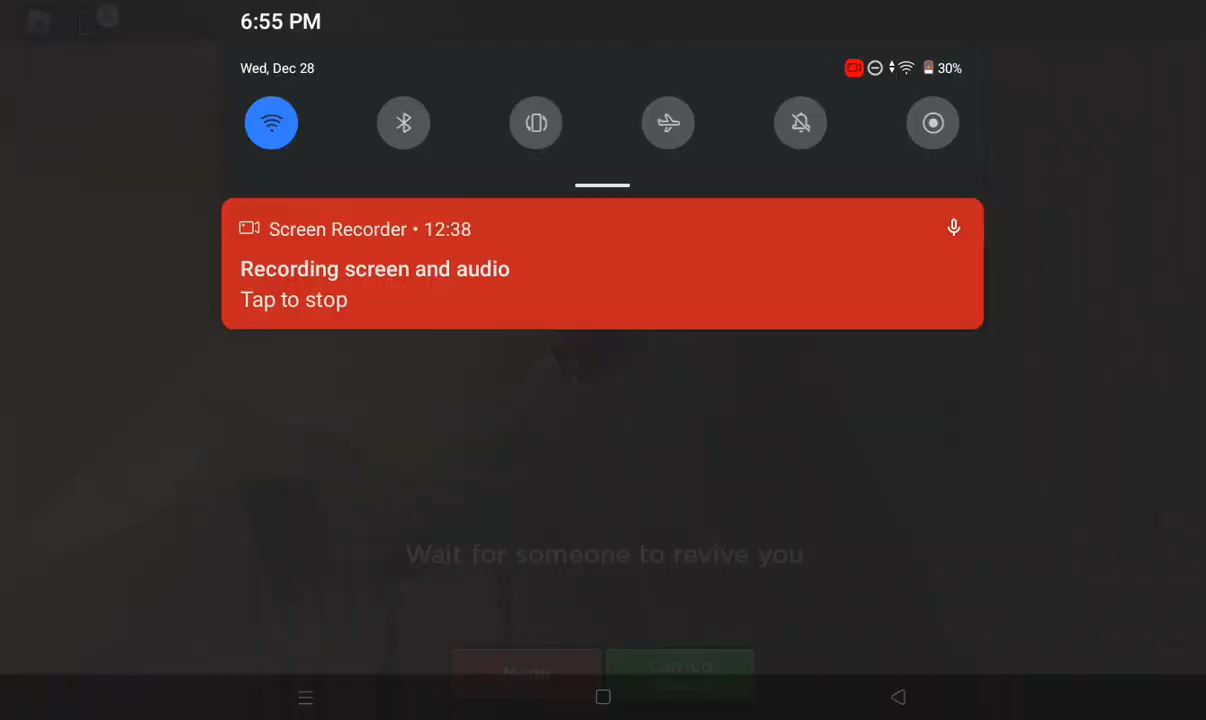 6:55 PM
Wed, Dec 28
30%
Screen Recorder • 12:38
Recording screen and audio
Tap to stop
Wait for someone to revive you
Menu